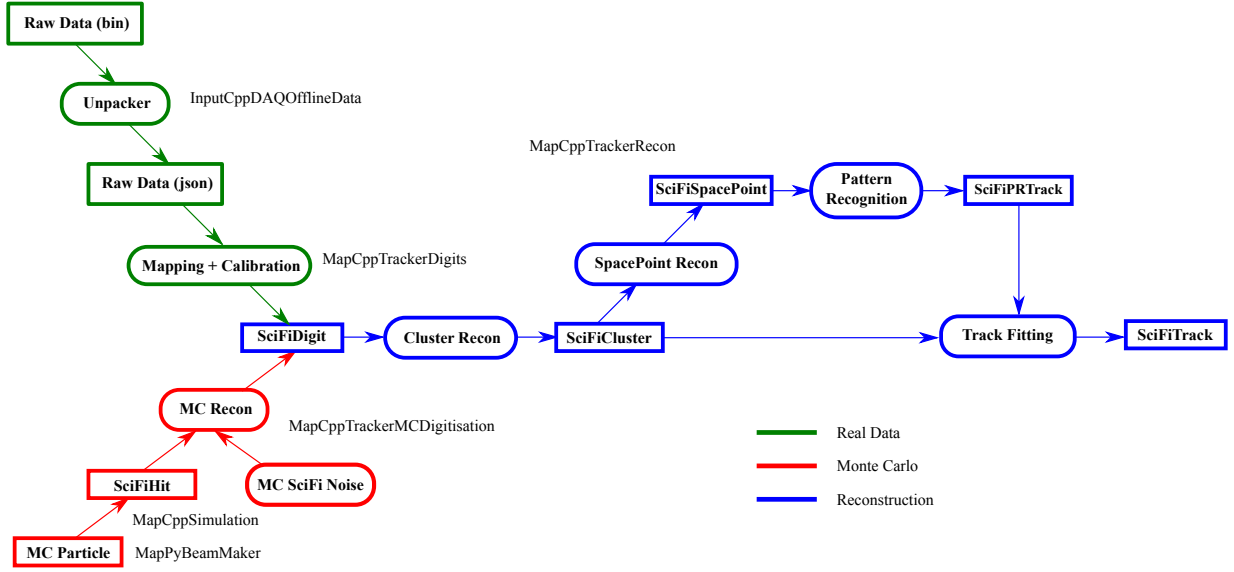 Raw Data (bin)
Unpacker
InputCppDAQOfflineData
Raw Data (json)
Mapping + Calibration
MapCppTrackerDigits
MapCppTrackerRecon
SciFiSpacePoint
Pattern
Recognition
SciFiPRTrack
SpacePoint Recon
SciFiDigit
Cluster Recon
SciFiCluster
Track Fitting
SciFiTrack
MC Recon
MapCppTrackerMCDigitisation
SciFiHit
MC SciFi Noise
MapCppSimulation
MC Particle
MapPyBeamMaker
Real Data
Monte Carlo
Reconstruction